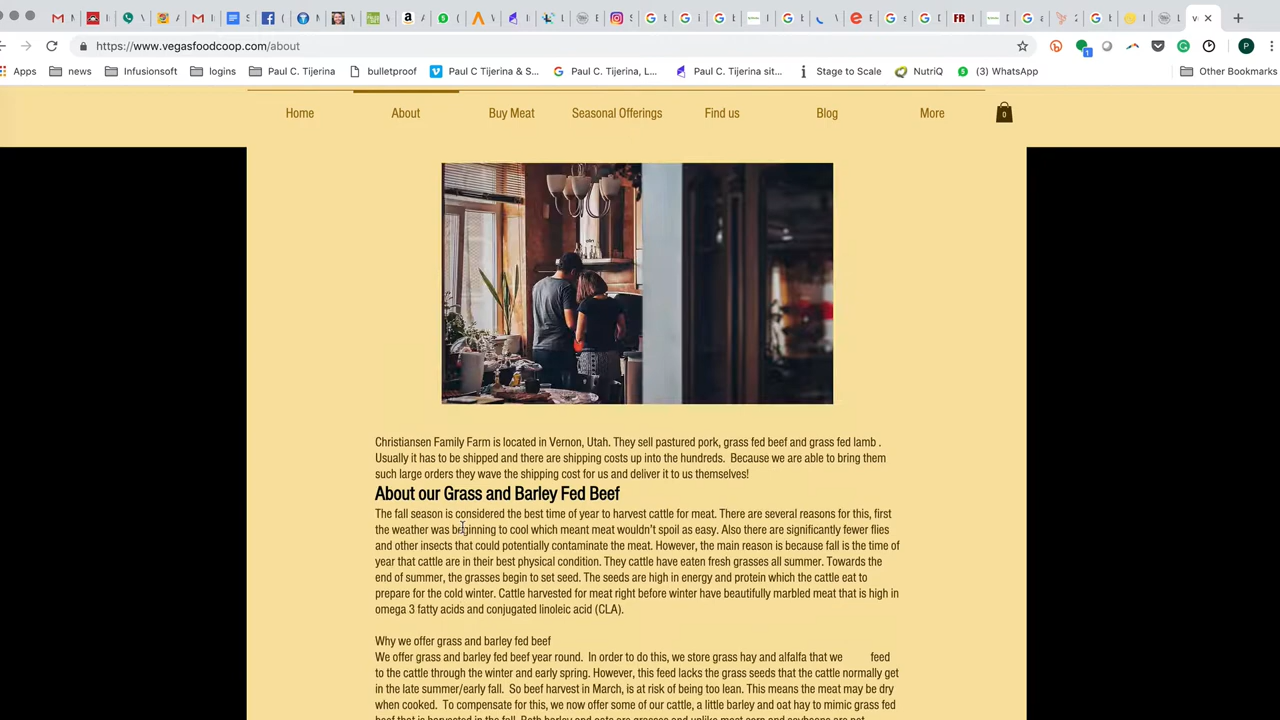 https://www.vegasfoodcoop.com/about
P
Apps news Infusionsoft logins Paul C. Tijerina bulletproof Paul C Tijerina & S... Paul C. Tijerina, L... Paul C. Tijerina sit... Stage to Scale NutriQ (3) WhatsApp Other Bookmarks
Home About Buy Meat Seasonal Offerings Find us Blog More 0
Christiansen Family Farm is located in Vernon, Utah. They sell pastured pork, grass fed beef and grass fed lamb .
Usually it has to be shipped and there are shipping costs up into the hundreds. Because we are able to bring them
such large orders they wave the shipping cost for us and deliver it to us themselves!
About our Grass and Barley Fed Beef
The fall season is considered the best time of year to harvest cattle for meat. There are several reasons for this, first
the weather was beginning to cool which meant meat wouldn't spoil as easy. Also there are significantly fewer flies
and other insects that could potentially contaminate the meat. However, the main reason is because fall is the time of
year that cattle are in their best physical condition. They cattle have eaten fresh grasses all summer. Towards the
end of summer, the grasses begin to set seed. The seeds are high in energy and protein which the cattle eat to
prepare for the cold winter. Cattle harvested for meat right before winter have beautifully marbled meat that is high in
omega 3 fatty acids and conjugated linoleic acid (CLA).
Why we offer grass and barley fed beef
We offer grass and barley fed beef year round. In order to do this, we store grass hay and alfalfa that we feed
to the cattle through the winter and early spring. However, this feed lacks the grass seeds that the cattle normally get
in the late summer/early fall. So beef harvest in March, is at risk of being too lean. This means the meat may be dry
when cooked. To compensate for this, we now offer some of our cattle, a little barley and oat hay to mimic grass fed